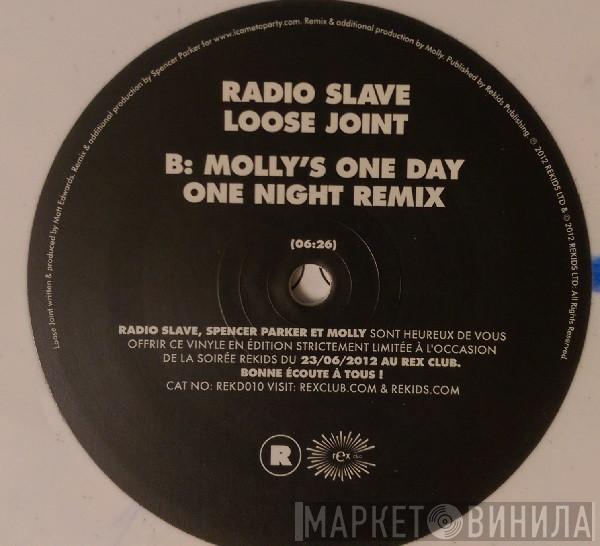 Loose Joint written & produced by Matt Edwards. Remix & additional production by Spencer Parker for www.icametoparty.com. Remix & additional production by Molly. Published by Rekids Publishing ℗ 2012 REKIDS LTD & © 2012 REKIDS LTD. All Rights Reserved
RADIO SLAVE
LOOSE JOINT
B: MOLLY'S ONE DAY
ONE NIGHT REMIX
(06:26)
RADIO SLAVE, SPENCER PARKER ET MOLLY SONT HEUREUX DE VOUS
OFFRIR CE VINYLE EN ÉDITION STRICTEMENT LIMITÉE À L'OCCASION
DE LA SOIRÉE REKIDS DU 23/06/2012 AU REX CLUB.
BONNE ÉCOUTE À TOUS !
CAT NO: REKD010 VISIT: REXCLUB.COM & REKIDS.COM
R
rex club
МАРКЕТ ВИНИЛА